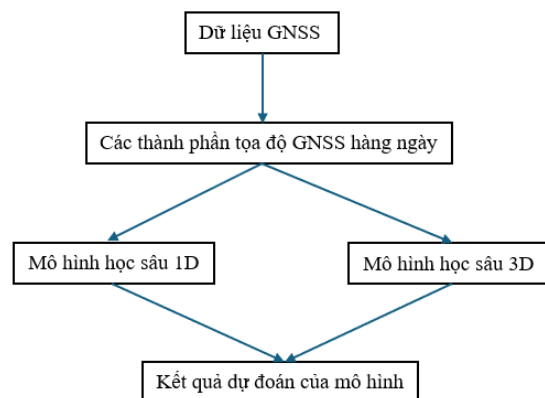 Dữ liệu GNSS
Các thành phần tọa độ GNSS hàng ngày
Mô hình học sâu 1D
Mô hình học sâu 3D
Kết quả dự đoán của mô hình